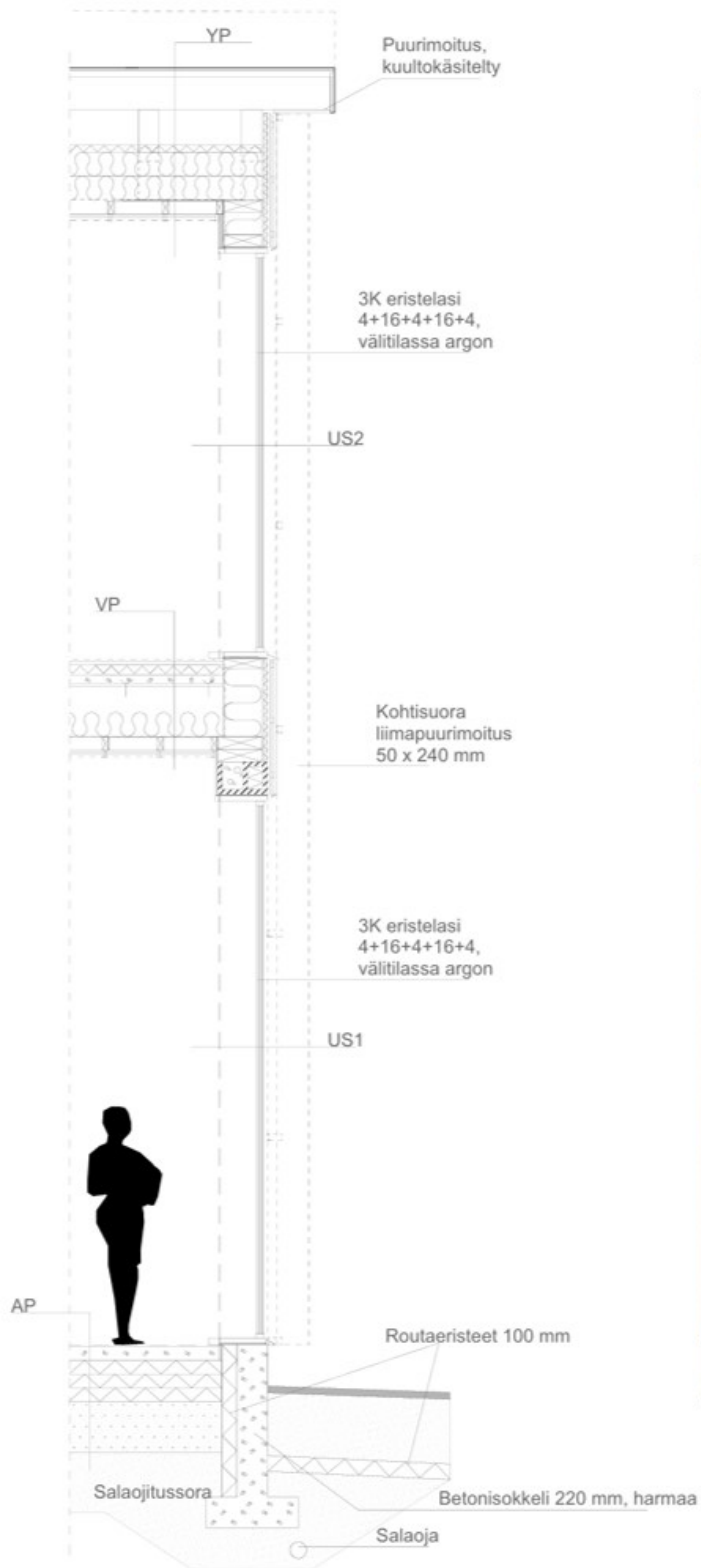 YP
Puurimoitus,
kuultokäsitelty
3K eristelasi
4+16+4+16+4,
välitilassa argon
US2
VP
Kohtisuora
liimapuurimoitus
50 x 240 mm
3K eristelasi
4+16+4+16+4,
välitilassa argon
US1
AP
Routaeristeet 100 mm
Salaojitussora
Betonisokkeli 220 mm, harmaa
Salaoja